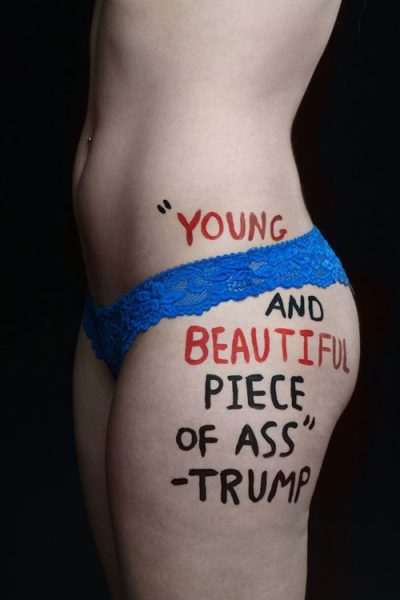 "YOUNG
AND
BEAUTIFUL
PIECE
OF ASS"
-TRUMP